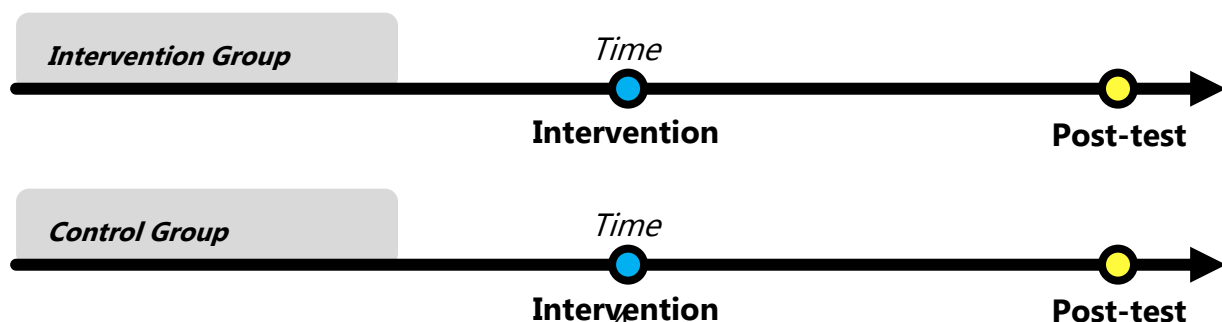 Intervention Group
Time
Intervention
Post-test
Control Group
Time
Intervention
Post-test